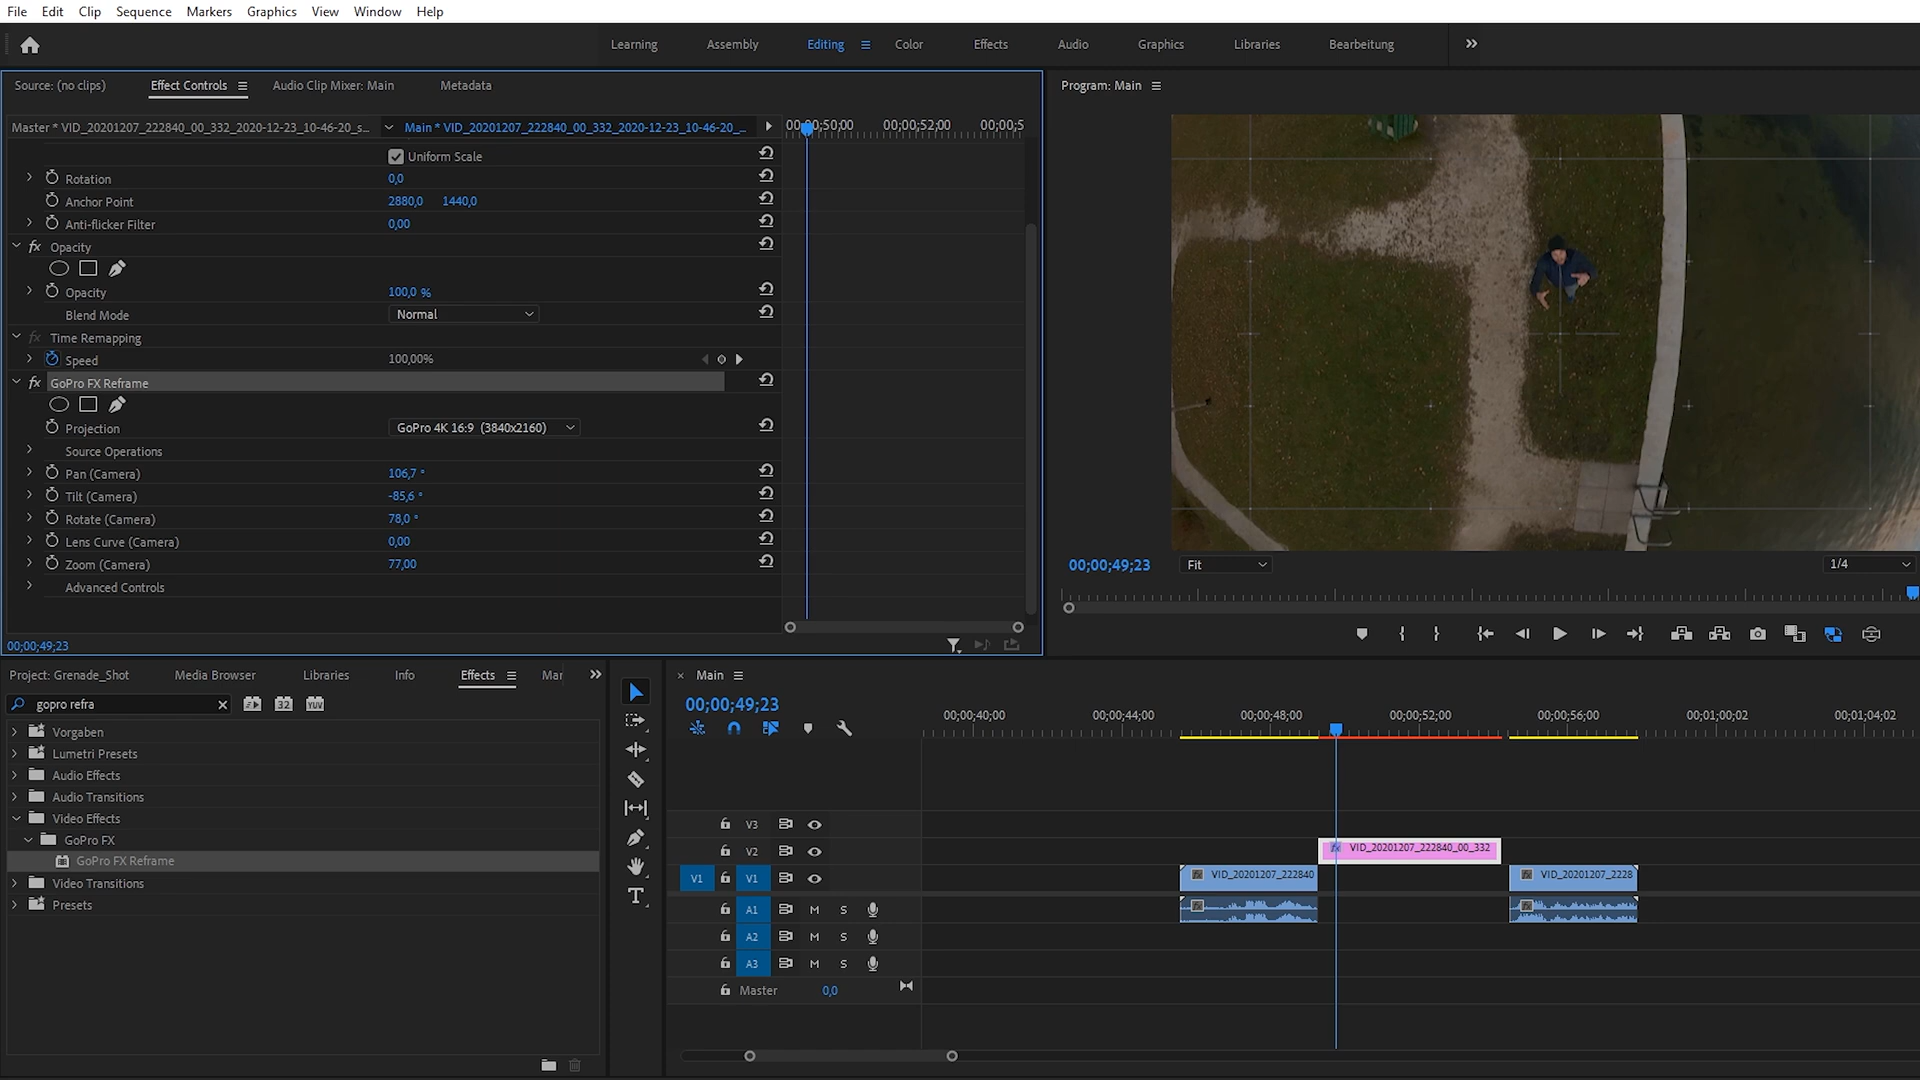 File Edit Clip Sequence Markers Graphics View Window Help
Learning Assembly Editing Color Effects Audio Graphics Libraries Bearbeitung
Source: (no clips) Effect Controls Audio Clip Mixer: Main Metadata
Master * VID_20201207_222840_00_332_2020-12-23_10-46-20_s... Main * VID_20201207_222840_00_332_2020-12-23_10-46-20_...
00;00;50;00 00;00;52;00 00;00;5
Uniform Scale
Rotation 0,0
Anchor Point 2880,0 1440,0
Anti-flicker Filter 0,00
fx Opacity
Opacity 100,0 %
Blend Mode Normal
fx Time Remapping
Speed 100,00%
fx GoPro FX Reframe
Projection GoPro 4K 16:9 (3840x2160)
Source Operations
Pan (Camera) 106,7 °
Tilt (Camera) -85,6 °
Rotate (Camera) 78,0 °
Lens Curve (Camera) 0,00
Zoom (Camera) 77,00
Advanced Controls
00;00;49;23
Program: Main
00;00;49;23 Fit 1/4
Project: Grenade_Shot Media Browser Libraries Info Effects Mar
gopro refra 32 YUV
Vorgaben
Lumetri Presets
Audio Effects
Audio Transitions
Video Effects
GoPro FX
GoPro FX Reframe
Video Transitions
Presets
T
Main
00;00;49;23
00;00;40;00 00;00;44;00 00;00;48;00 00;00;52;00 00;00;56;00 00;01;00;02 00;01;04;02
V3
V2 fx VID_20201207_222840_00_332
V1 V1 fx VID_20201207_222840 fx VID_20201207_2228
A1 M S fx fx
A2 M S
A3 M S
Master 0,0